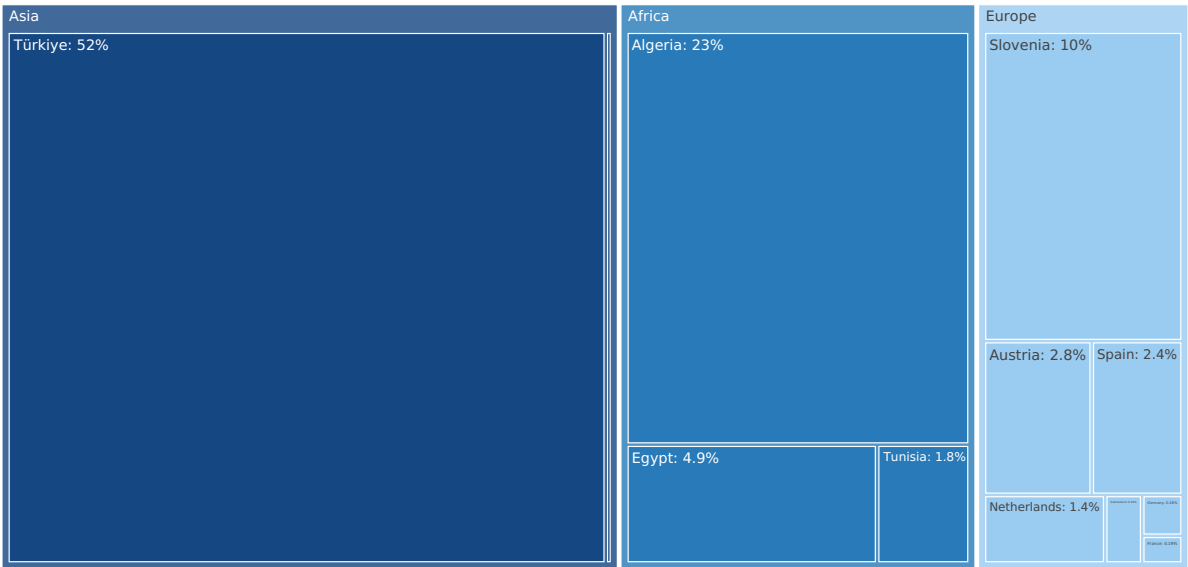 Asia
Türkiye: 52%
Africa
Algeria: 23%
Egypt: 4.9%
Tunisia: 1.8%
Europe
Slovenia: 10%
Austria: 2.8%
Spain: 2.4%
Netherlands: 1.4%